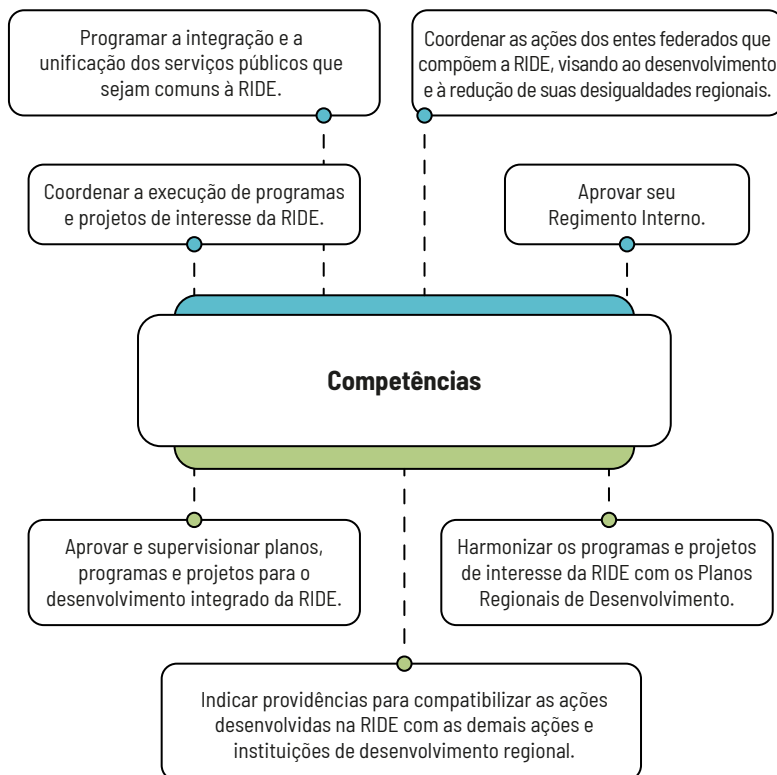 Programar a integração e a
unificação dos serviços públicos que
sejam comuns à RIDE.
Coordenar as ações dos entes federados que
compõem a RIDE, visando ao desenvolvimento
e à redução de suas desigualdades regionais.
Coordenar a execução de programas
e projetos de interesse da RIDE.
Aprovar seu
Regimento Interno.
Competências
Aprovar e supervisionar planos,
programas e projetos para o
desenvolvimento integrado da RIDE.
Harmonizar os programas e projetos
de interesse da RIDE com os Planos
Regionais de Desenvolvimento.
Indicar providências para compatibilizar as ações
desenvolvidas na RIDE com as demais ações e
instituições de desenvolvimento regional.